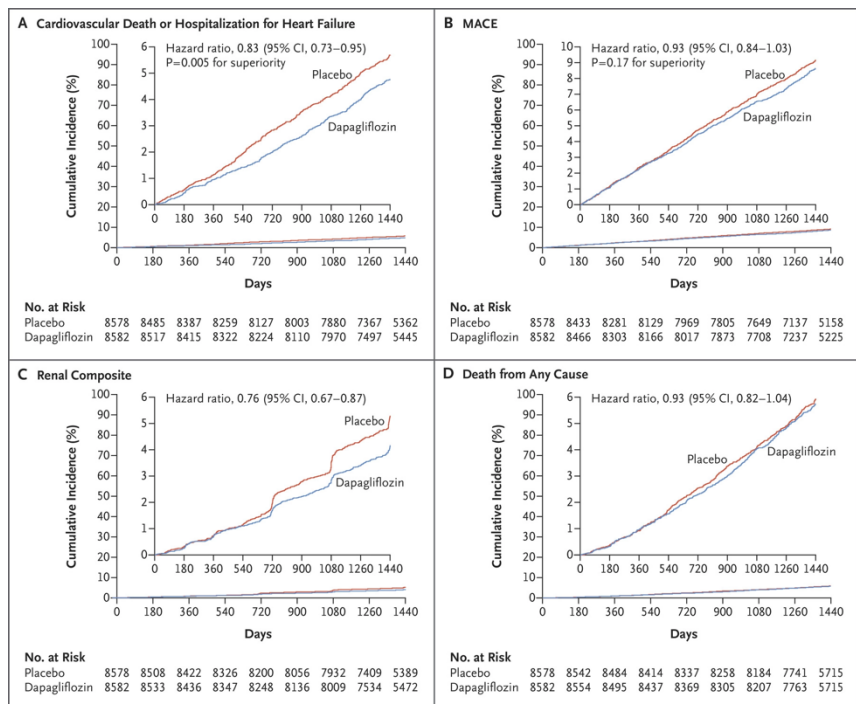 A Cardiovascular Death or Hospitalization for Heart Failure
Hazard ratio, 0.83 (95% CI, 0.73–0.95)
P=0.005 for superiority
Placebo
Dapagliflozin
Cumulative Incidence (%)
100
90
80
70
60
50
40
30
20
10
0
6
5
4
3
2
1
0
0 180 360 540 720 900 1080 1260 1440
0 180 360 540 720 900 1080 1260 1440
Days
No. at Risk
Placebo 8578 8485 8387 8259 8127 8003 7880 7367 5362
Dapagliflozin 8582 8517 8415 8322 8224 8110 7970 7497 5445
B MACE
Hazard ratio, 0.93 (95% CI, 0.84–1.03)
P=0.17 for superiority
Placebo
Dapagliflozin
Cumulative Incidence (%)
100
90
80
70
60
50
40
30
20
10
0
10
9
8
7
6
5
4
3
2
1
0
0 180 360 540 720 900 1080 1260 1440
0 180 360 540 720 900 1080 1260 1440
Days
No. at Risk
Placebo 8578 8433 8281 8129 7969 7805 7649 7137 5158
Dapagliflozin 8582 8466 8303 8166 8017 7873 7708 7237 5225
C Renal Composite
Hazard ratio, 0.76 (95% CI, 0.67–0.87)
Placebo
Dapagliflozin
Cumulative Incidence (%)
100
90
80
70
60
50
40
30
20
10
0
6
5
4
3
2
1
0
0 180 360 540 720 900 1080 1260 1440
0 180 360 540 720 900 1080 1260 1440
Days
No. at Risk
Placebo 8578 8508 8422 8326 8200 8056 7932 7409 5389
Dapagliflozin 8582 8533 8436 8347 8248 8136 8009 7534 5472
D Death from Any Cause
Hazard ratio, 0.93 (95% CI, 0.82–1.04)
Placebo
Dapagliflozin
Cumulative Incidence (%)
100
90
80
70
60
50
40
30
20
10
0
6
5
4
3
2
1
0
0 180 360 540 720 900 1080 1260 1440
0 180 360 540 720 900 1080 1260 1440
Days
No. at Risk
Placebo 8578 8542 8484 8414 8337 8258 8184 7741 5715
Dapagliflozin 8582 8554 8495 8437 8369 8305 8207 7763 5715